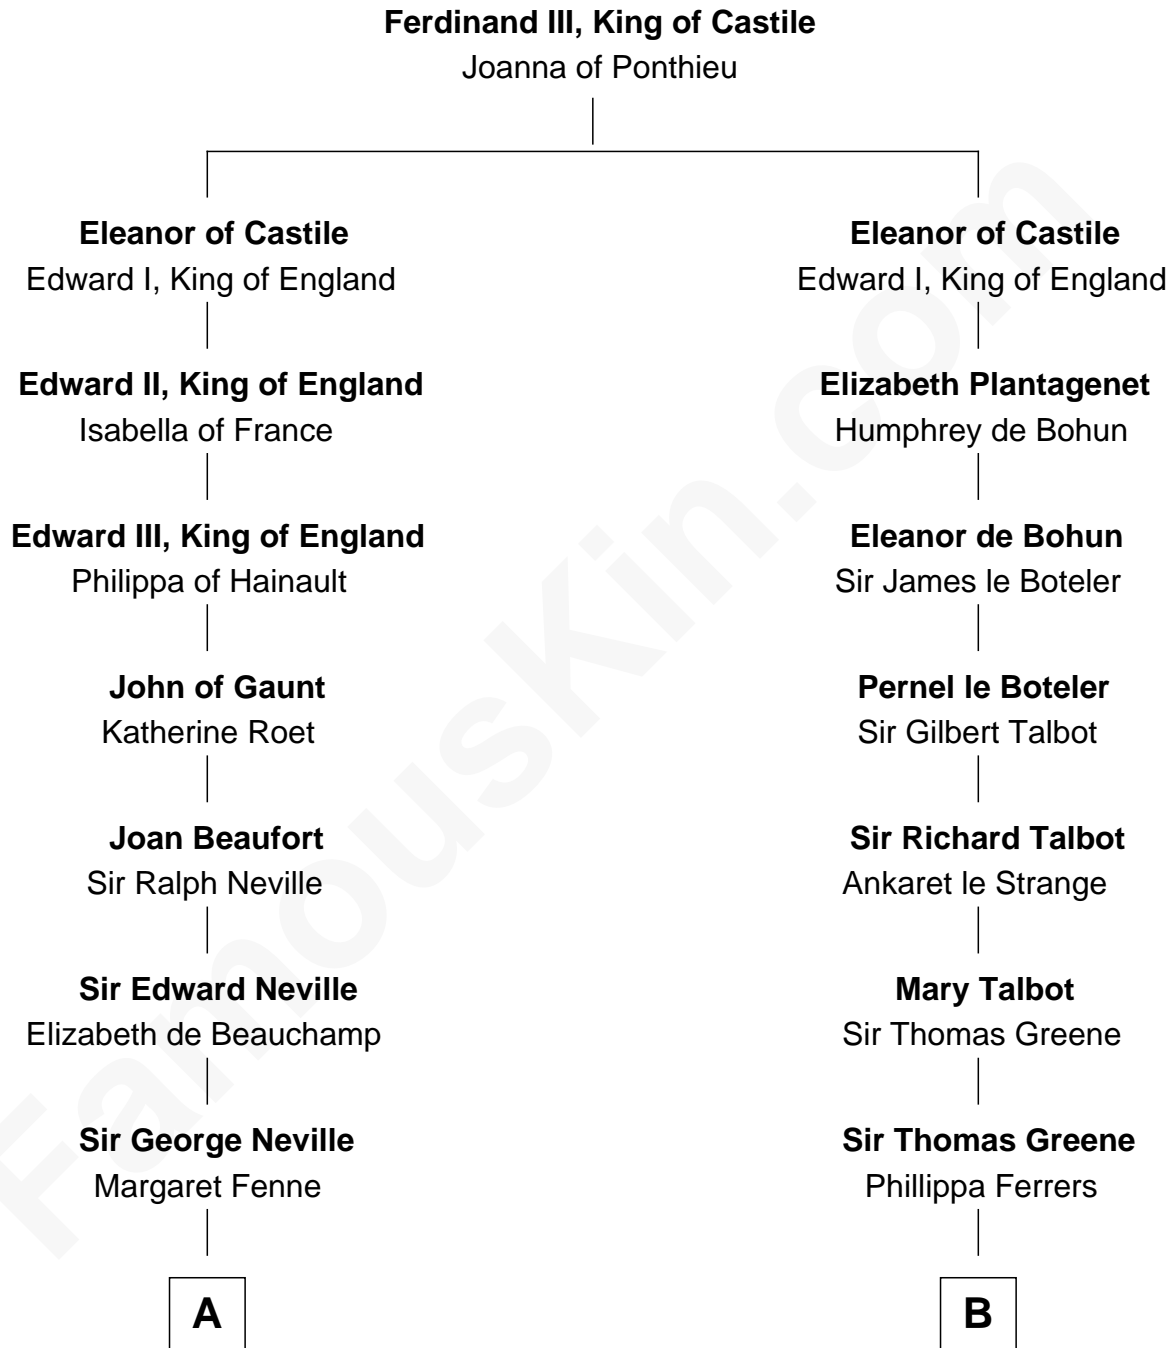 Ferdinand III, King of Castile
Joanna of Ponthieu
Eleanor of Castile
Edward I, King of England
Eleanor of Castile
Edward I, King of England
Edward II, King of England
Isabella of France
Elizabeth Plantagenet
Humphrey de Bohun
Edward III, King of England
Philippa of Hainault
Eleanor de Bohun
Sir James le Boteler
John of Gaunt
Katherine Roet
Pernel le Boteler
Sir Gilbert Talbot
Joan Beaufort
Sir Ralph Neville
Sir Richard Talbot
Ankaret le Strange
Sir Edward Neville
Elizabeth de Beauchamp
Mary Talbot
Sir Thomas Greene
Sir George Neville
Margaret Fenne
Sir Thomas Greene
Phillippa Ferrers
A
B
FamousKin.com